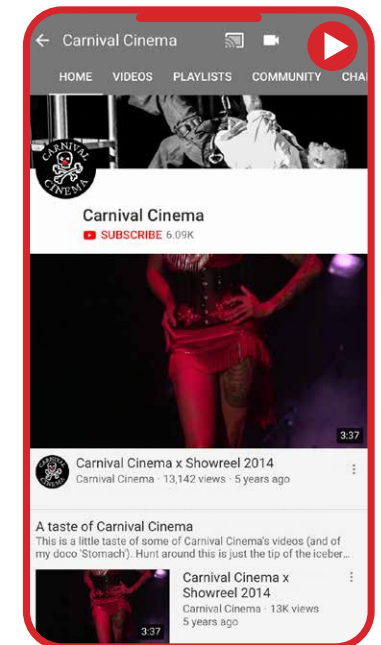 Carnival Cinema
HOME VIDEOS PLAYLISTS COMMUNITY CHA
CARNIVAL
CINEMA
Carnival Cinema
SUBSCRIBE 6.09K
3:37
Carnival Cinema x Showreel 2014
Carnival Cinema · 13,142 views · 5 years ago
A taste of Carnival Cinema
This is a little taste of some of Carnival Cinema's videos (and of
my doco 'Stomach'). Hunt around this is just the tip of the iceber...
Carnival Cinema x
Showreel 2014
Carnival Cinema · 13K views
5 years ago
3:37